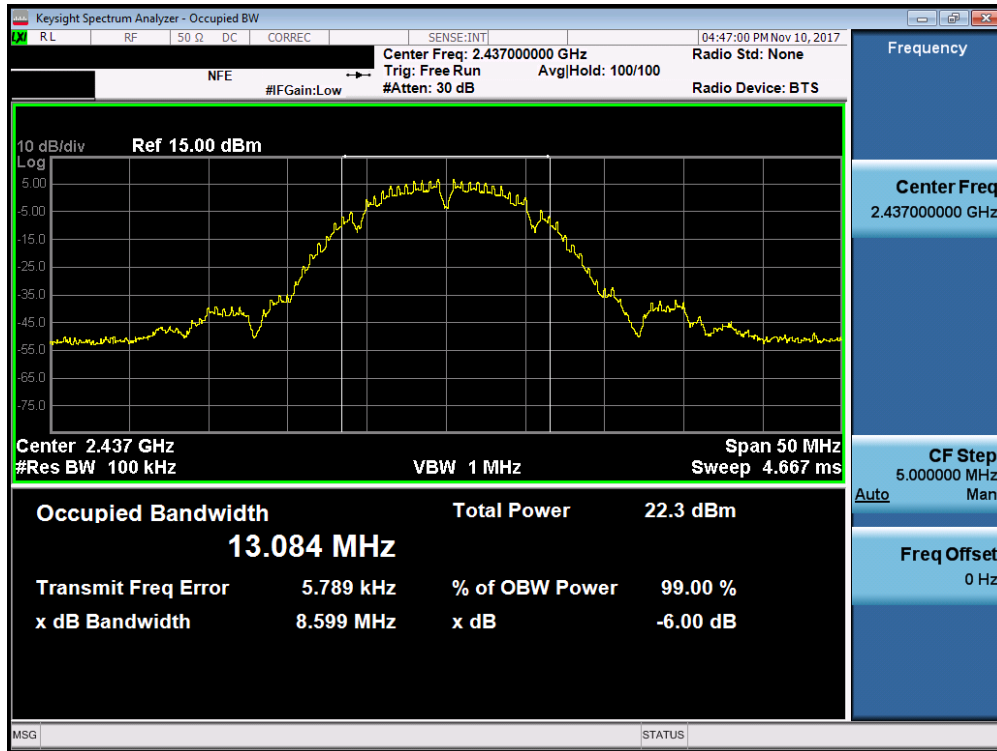 Keysight Spectrum Analyzer - Occupied BW
LXI RL RF 50 Ω DC CORREC SENSE:INT 04:47:00 PM Nov 10, 2017
Center Freq: 2.437000000 GHz Radio Std: None
NFE Trig: Free Run Avg|Hold: 100/100
#IFGain:Low #Atten: 30 dB Radio Device: BTS
10 dB/div Ref 15.00 dBm
Log
5.00
-5.00
-15.0
-25.0
-35.0
-45.0
-55.0
-65.0
-75.0
Center 2.437 GHz Span 50 MHz
#Res BW 100 kHz VBW 1 MHz Sweep 4.667 ms
Occupied Bandwidth Total Power 22.3 dBm
13.084 MHz
Transmit Freq Error 5.789 kHz % of OBW Power 99.00 %
x dB Bandwidth 8.599 MHz x dB -6.00 dB
MSG STATUS
Frequency
Center Freq
2.437000000 GHz
CF Step
5.000000 MHz
Auto Man
Freq Offset
0 Hz